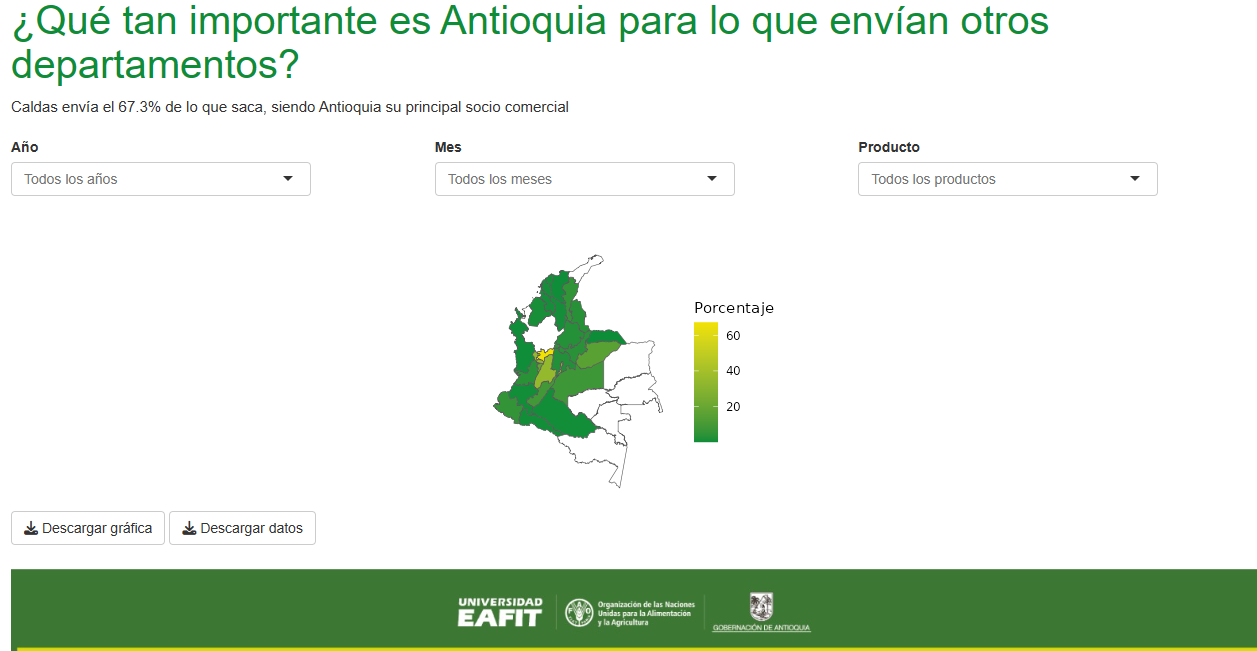 ¿Qué tan importante es Antioquia para lo que envían otros
departamentos?
Caldas envía el 67.3% de lo que saca, siendo Antioquia su principal socio comercial
Año
Mes
Producto
Todos los años
Todos los meses
Todos los productos
Porcentaje
60
40
20
Descargar gráfica
Descargar datos
UNIVERSIDAD
EAFIT
FAO
Organización de las Naciones
Unidas para la Alimentación
y la Agricultura
GOBERNACIÓN DE ANTIOQUIA